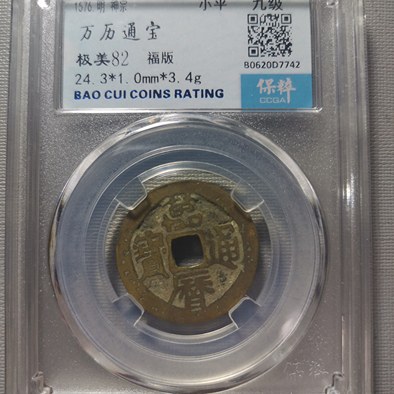 1576 明 神宗 小平 九级
万历通宝
极美82 福版
24.3*1.0mm*3.4g
B0620D7742
BAO CUI COINS RATING
保粹
CCQA
萬
通
曆
寶